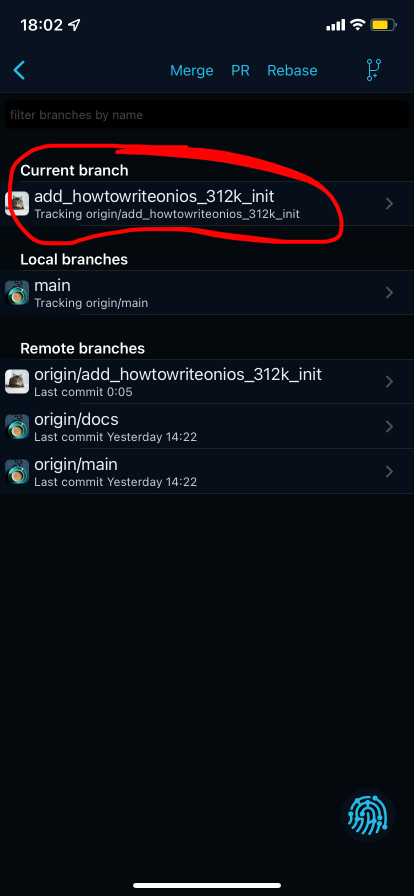 18:02
Merge PR Rebase
filter branches by name
Current branch
add_howtowriteonios_312k_init
Tracking origin/add_howtowriteonios_312k_init
Local branches
main
Tracking origin/main
Remote branches
origin/add_howtowriteonios_312k_init
Last commit 0:05
origin/docs
Last commit Yesterday 14:22
origin/main
Last commit Yesterday 14:22